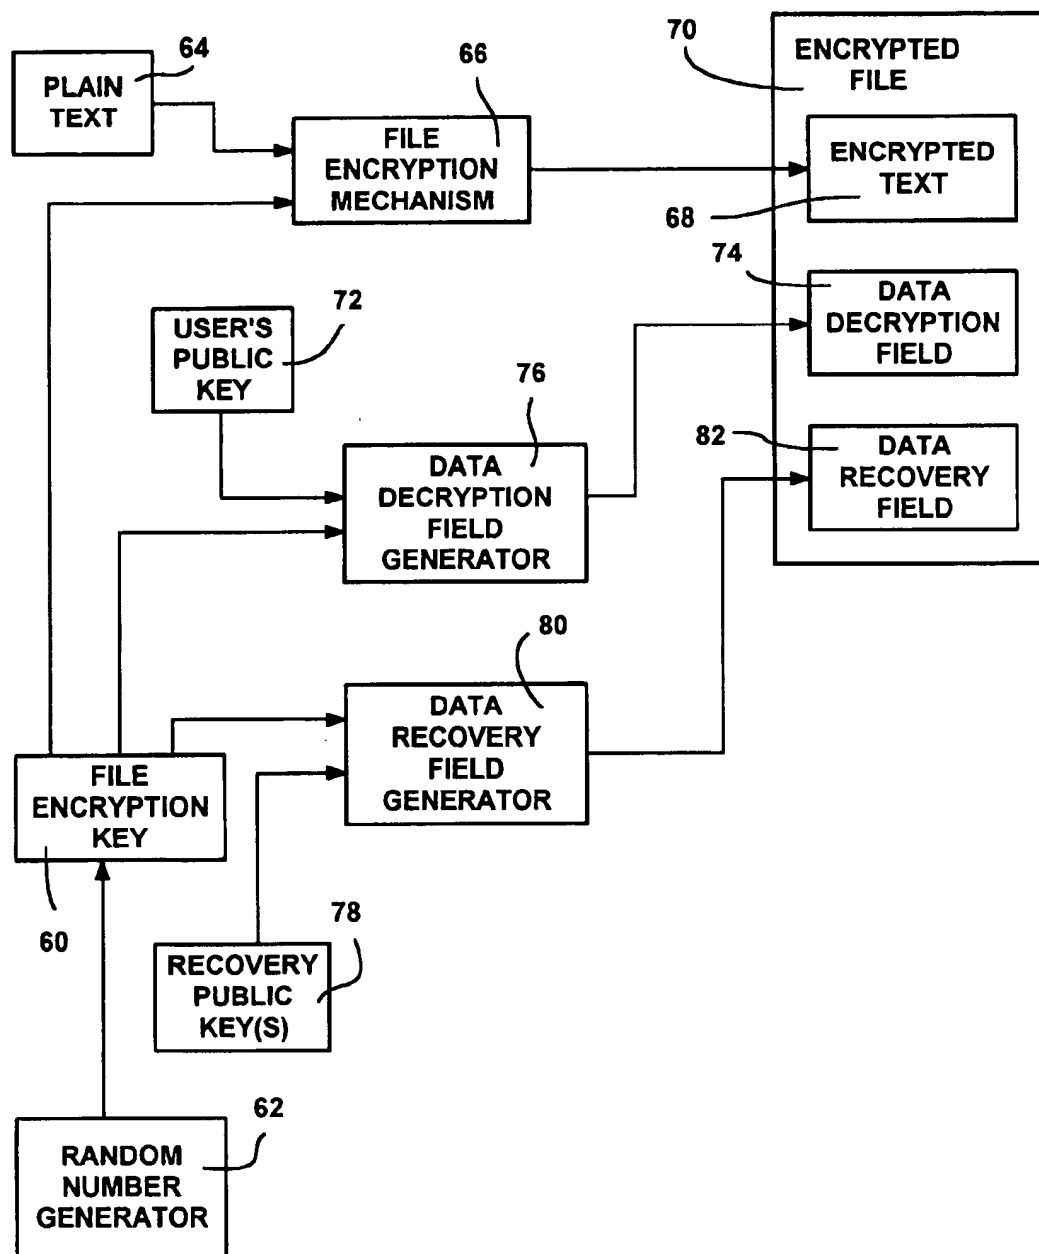 64
PLAIN
TEXT
66
FILE
ENCRYPTION
MECHANISM
70
ENCRYPTED
FILE
ENCRYPTED
TEXT
68
74
DATA
DECRYPTION
FIELD
72
USER'S
PUBLIC
KEY
76
DATA
DECRYPTION
FIELD
GENERATOR
82
DATA
RECOVERY
FIELD
80
DATA
RECOVERY
FIELD
GENERATOR
FILE
ENCRYPTION
KEY
60
78
RECOVERY
PUBLIC
KEY(S)
62
RANDOM
NUMBER
GENERATOR